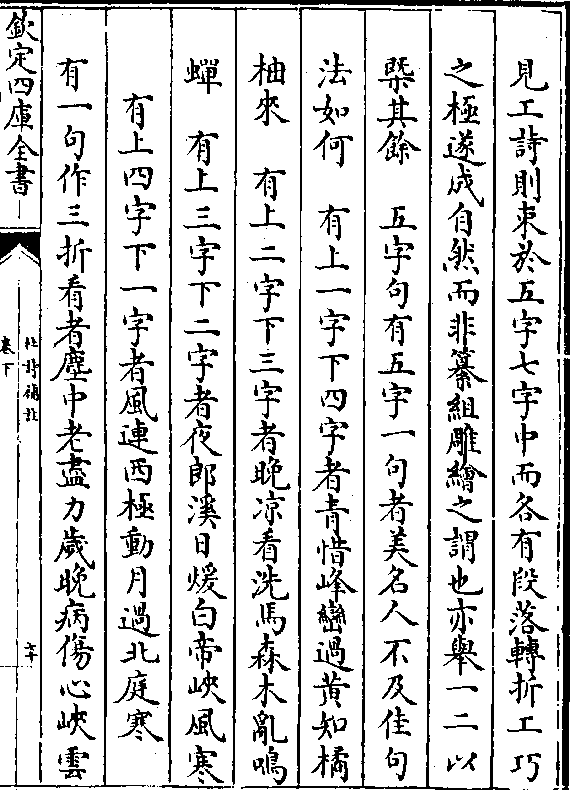 見工詩則束於五字七字中而各有段落轉折工巧
之極遂成自然而非纂組雕繪之謂也亦舉一二以
槩其餘　五字句有五字一句者美名人不及佳句
法如何　有上一字下四字者青惜峰巒過黄知橘
柚來　有上二字下三字者晚凉看洗馬森木亂鳴
蟬　有上三字下二字者夜郎溪日煖白帝峽風寒
有上四字下一字者風連西極動月過北庭寒
有一句作三折看者塵中老盡力歲晚病傷心峽雲
欽定四庫全書
杜詩攟
卷下